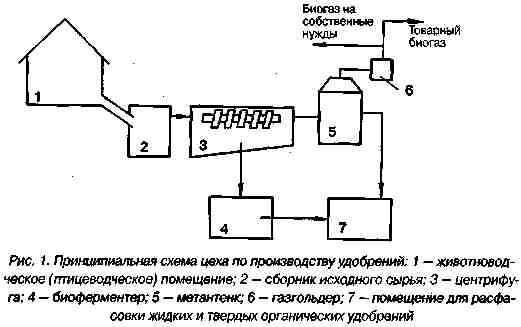 Биогаз на
собственные
нужды
Товарный
биогаз
1
2
3
4
5
6
7
Рис. 1. Принципиальная схема цеха по производству удобрений: 1 — животновод-
ческое (птицеводческое) помещение; 2 — сборник исходного сырья; 3 — центрифу-
га; 4 — биоферментер; 5 — метантенк; 6 — газгольдер; 7 — помещение для расфа-
совки жидких и твердых органических удобрений